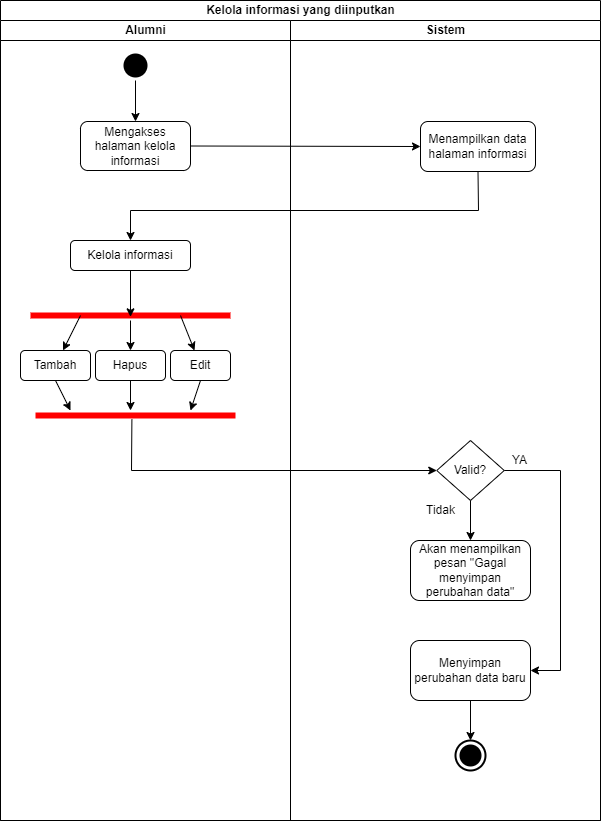 Kelola informasi yang diinputkan
Alumni
Sistem
Mengakses
halaman kelola
informasi
Menampilkan data
halaman informasi
Kelola informasi
Tambah
Hapus
Edit
Valid?
YA
Tidak
Akan menampilkan
pesan "Gagal
menyimpan
perubahan data"
Menyimpan
perubahan data baru